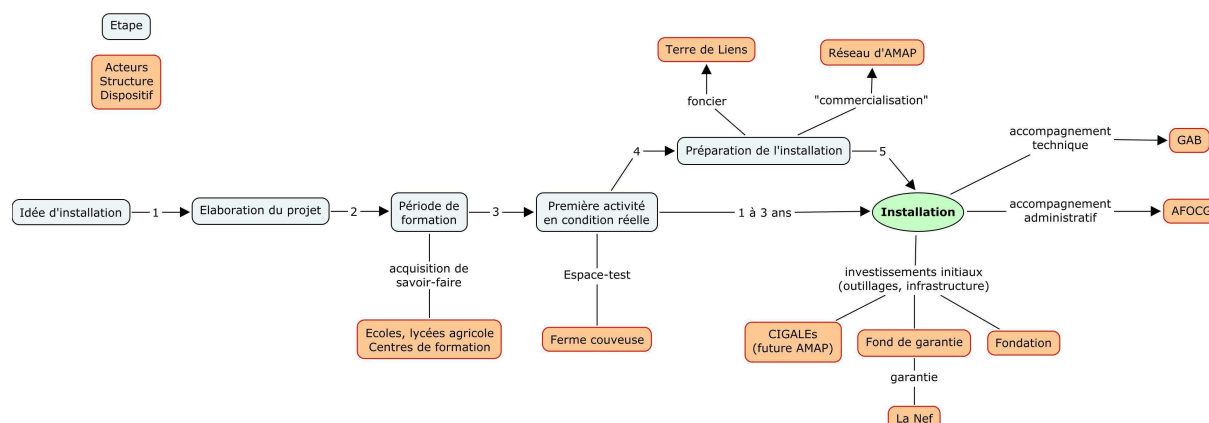 Etape
Acteurs
Structure
Dispositif
Terre de Liens
Réseau d'AMAP
foncier
"commercialisation"
4
Préparation de l'installation
5
accompagnement
technique
GAB
Idée d'installation
1
Elaboration du projet
2
Période de
formation
3
Première activité
en condition réelle
1 à 3 ans
Installation
accompagnement
administratif
AFOCG
acquisition de
savoir-faire
Espace-test
investissements initiaux
(outillages, infrastructure)
Ecoles, lycées agricole
Centres de formation
Ferme couveuse
CIGALEs
(future AMAP)
Fond de garantie
Fondation
garantie
La Nef